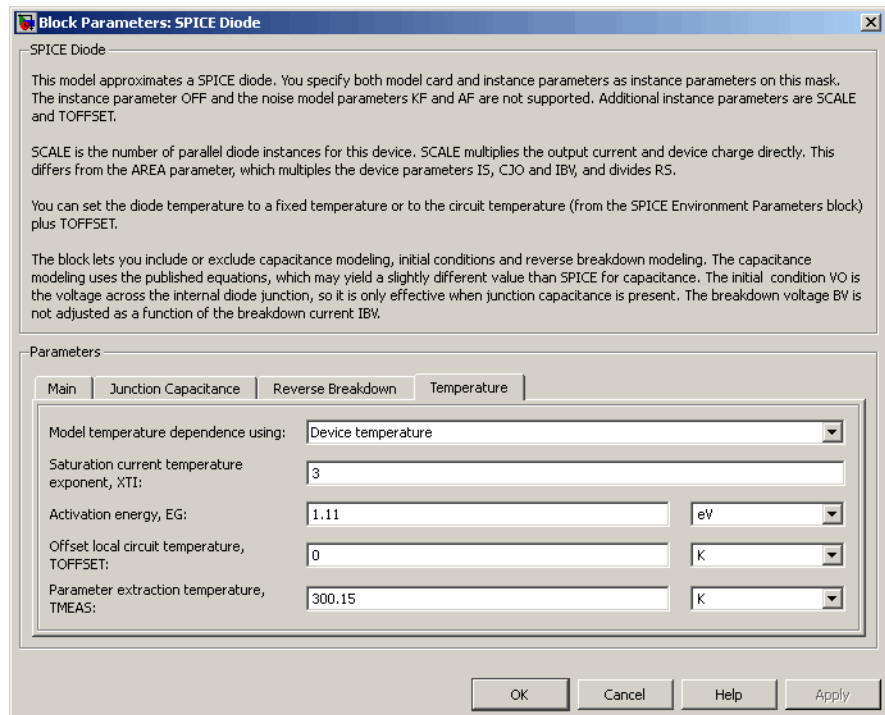 Block Parameters: SPICE Diode
SPICE Diode
This model approximates a SPICE diode. You specify both model card and instance parameters as instance parameters on this mask.
The instance parameter OFF and the noise model parameters KF and AF are not supported. Additional instance parameters are SCALE
and TOFFSET.
SCALE is the number of parallel diode instances for this device. SCALE multiplies the output current and device charge directly. This
differs from the AREA parameter, which multiples the device parameters IS, CJO and IBV, and divides RS.
You can set the diode temperature to a fixed temperature or to the circuit temperature (from the SPICE Environment Parameters block)
plus TOFFSET.
The block lets you include or exclude capacitance modeling, initial conditions and reverse breakdown modeling. The capacitance
modeling uses the published equations, which may yield a slightly different value than SPICE for capacitance. The initial condition VO is
the voltage across the internal diode junction, so it is only effective when junction capacitance is present. The breakdown voltage BV is
not adjusted as a function of the breakdown current IBV.
Parameters
Main Junction Capacitance Reverse Breakdown Temperature
Model temperature dependence using: Device temperature
Saturation current temperature
exponent, XTI: 3
Activation energy, EG: 1.11 eV
Offset local circuit temperature,
TOFFSET: 0 K
Parameter extraction temperature,
TMEAS: 300.15 K
OK Cancel Help Apply